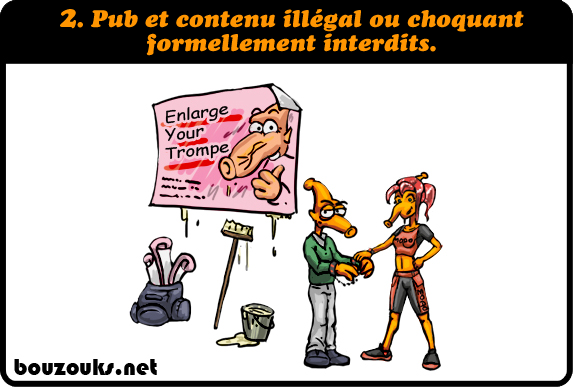 2. Pub et contenu illégal ou choquant
formellement interdits.
Enlarge
Your
Trompe
bouzouks.net